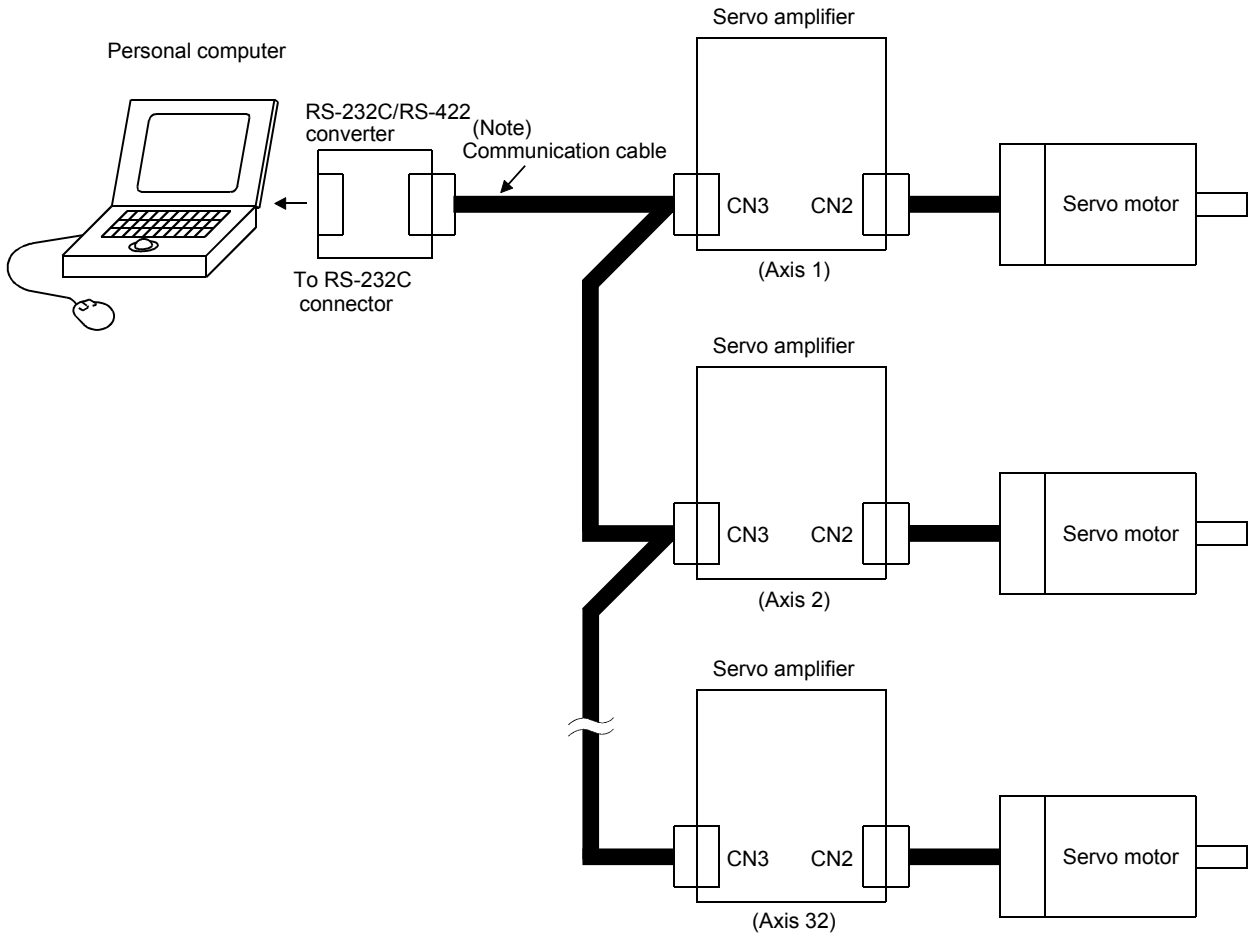 Servo amplifier
Personal computer
RS-232C/RS-422
converter
(Note)
Communication cable
CN3
CN2
Servo motor
To RS-232C
connector
(Axis 1)
Servo amplifier
CN3
CN2
Servo motor
(Axis 2)
Servo amplifier
CN3
CN2
Servo motor
(Axis 32)